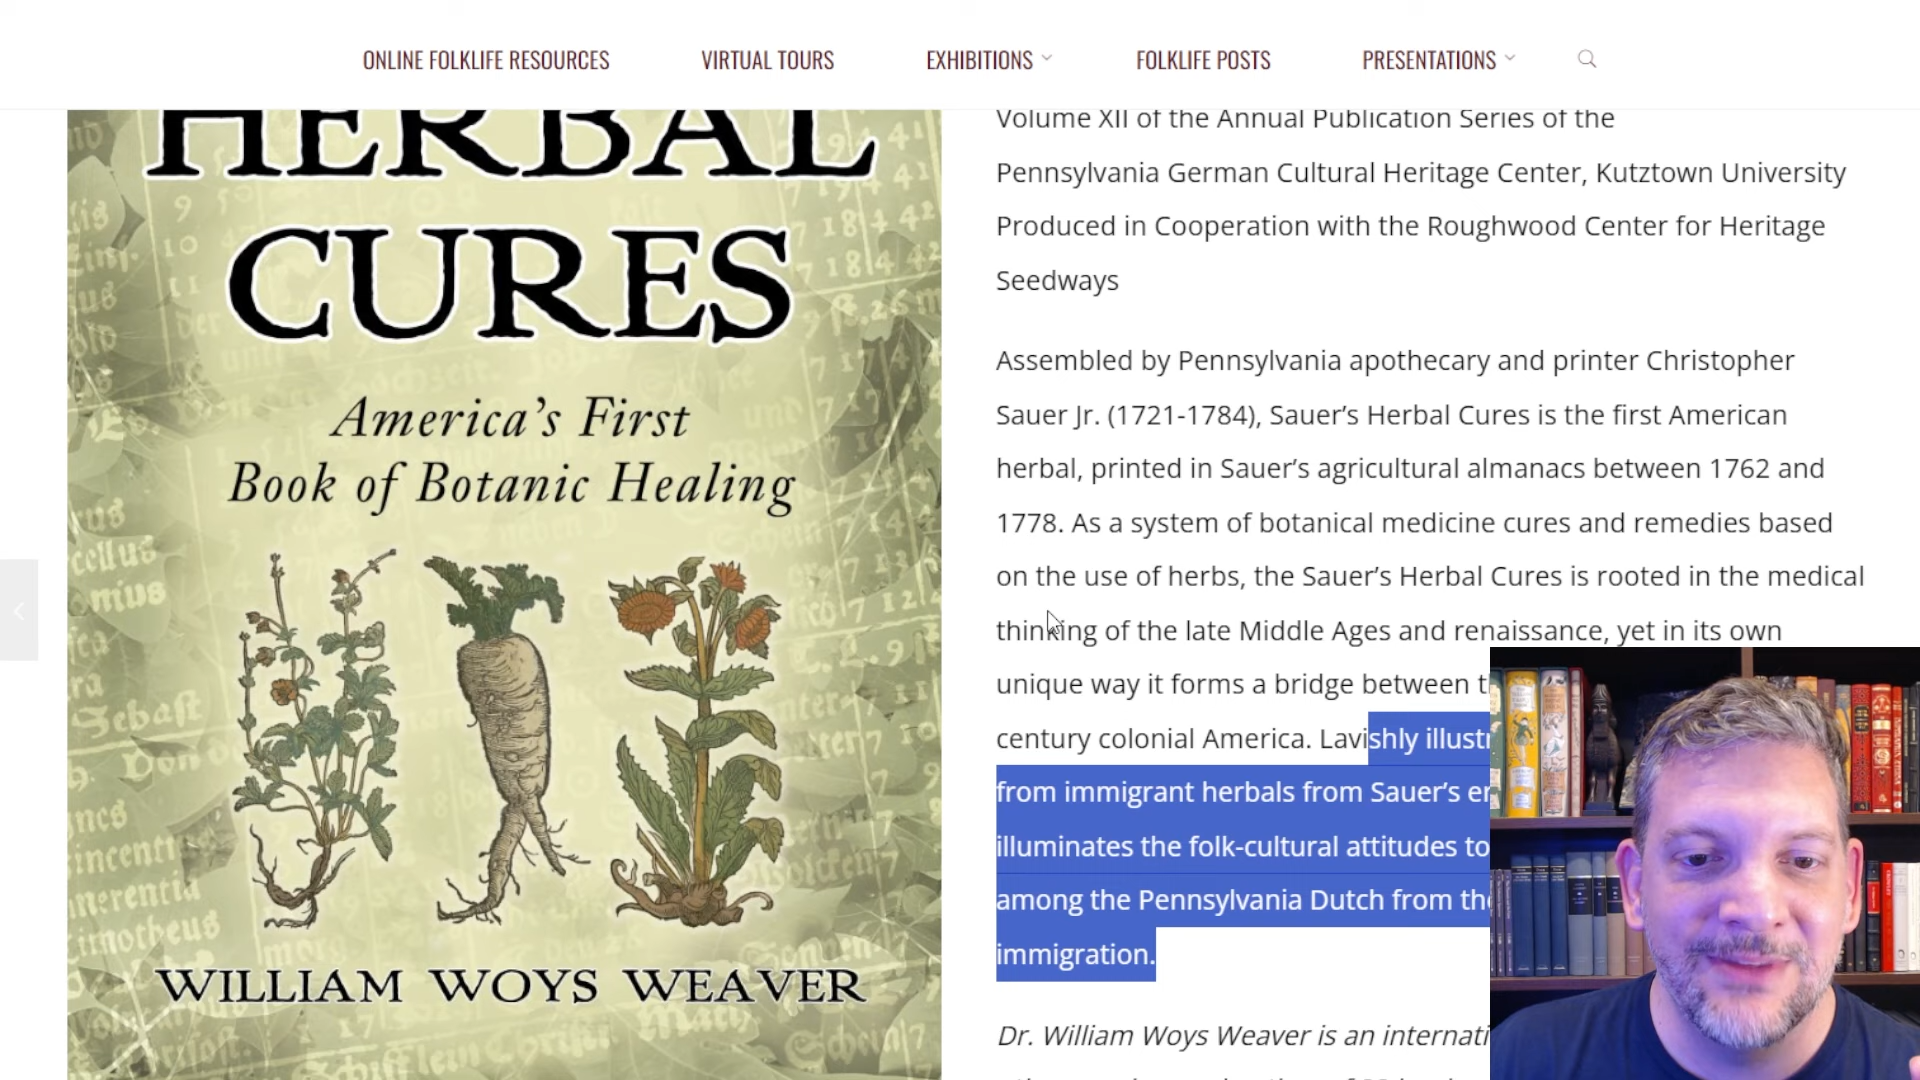 ONLINE FOLKLIFE RESOURCES
VIRTUAL TOURS
EXHIBITIONS
FOLKLIFE POSTS
PRESENTATIONS
HERBAL
CURES
America's First
Book of Botanic Healing
WILLIAM WOYS WEAVER
Volume XII of the Annual Publication Series of the
Pennsylvania German Cultural Heritage Center, Kutztown University
Produced in Cooperation with the Roughwood Center for Heritage
Seedways
Assembled by Pennsylvania apothecary and printer Christopher
Sauer Jr. (1721-1784), Sauer’s Herbal Cures is the first American
herbal, printed in Sauer’s agricultural almanacs between 1762 and
1778. As a system of botanical medicine cures and remedies based
on the use of herbs, the Sauer’s Herbal Cures is rooted in the medical
thinking of the late Middle Ages and renaissance, yet in its own
unique way it forms a bridge between
century colonial America. Lavishly illustr
from immigrant herbals from Sauer’s
illuminates the folk-cultural attitudes to
among the Pennsylvania Dutch from
immigration.
Dr. William Woys Weaver is an internati